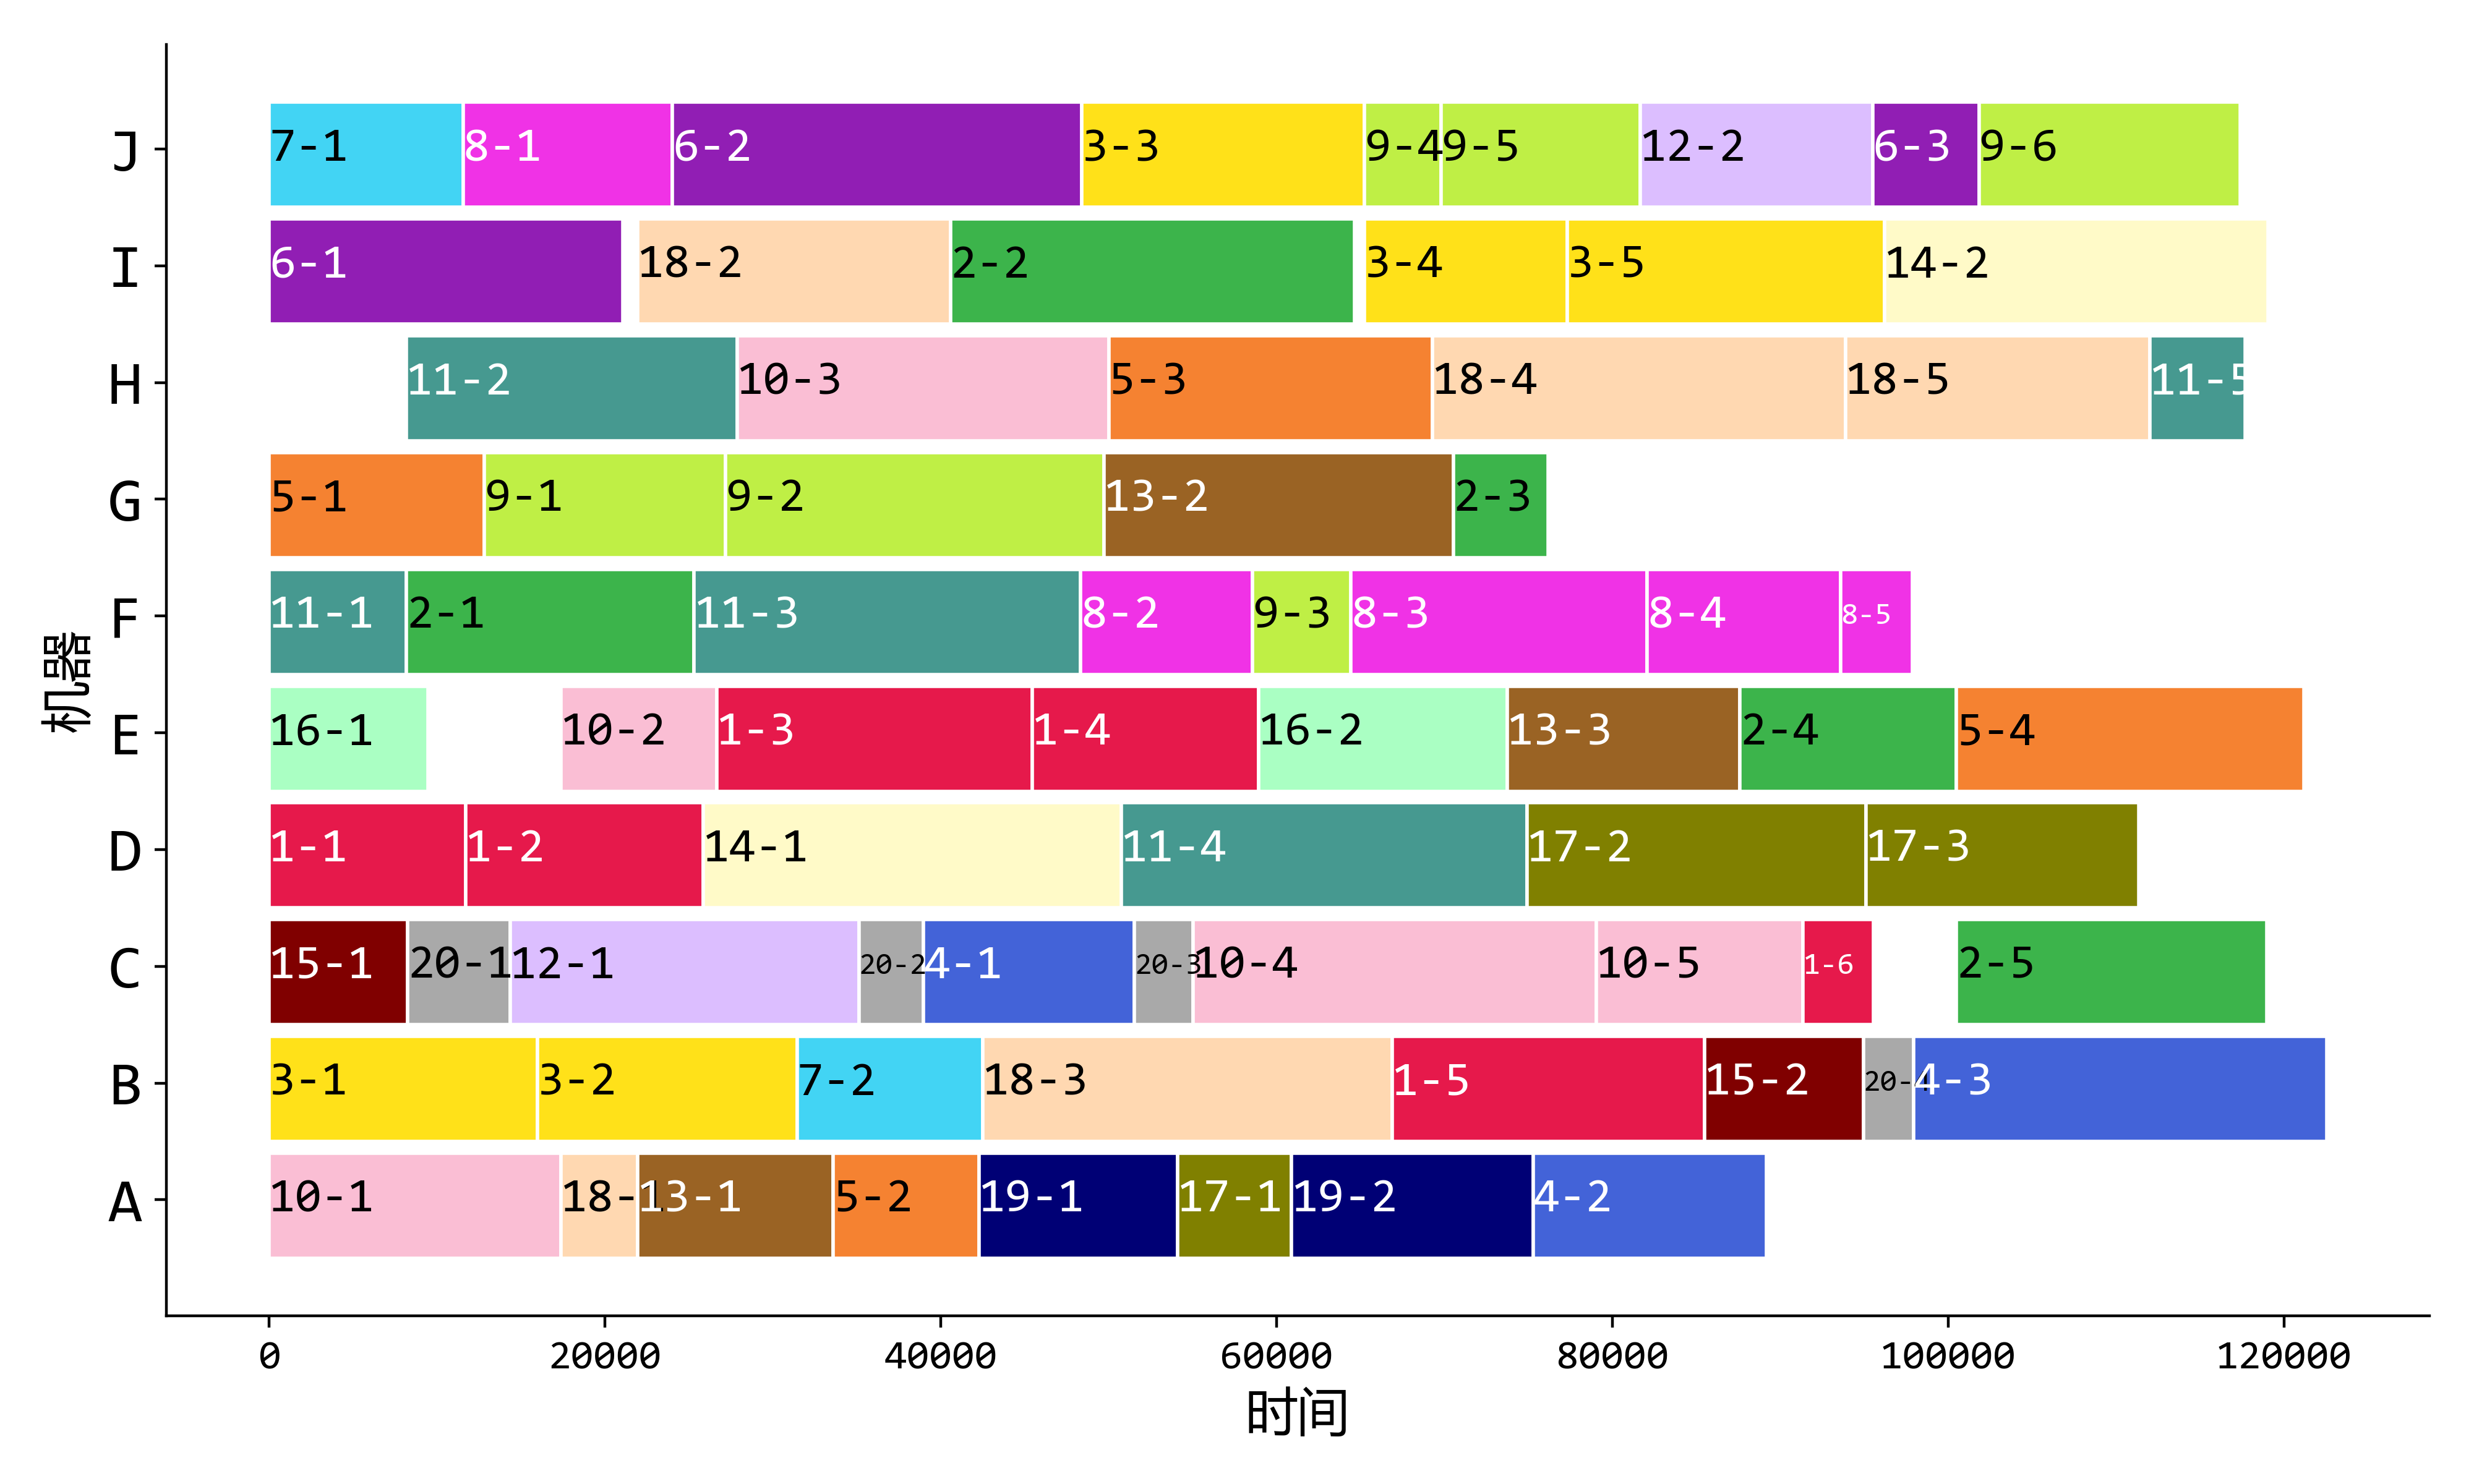 J 7-1 8-1 6-2 3-3 9-4 9-5 12-2 6-3 9-6
I 6-1 18-2 2-2 3-4 3-5 14-2
H 11-2 10-3 5-3 18-4 18-5 11-5
G 5-1 9-1 9-2 13-2 2-3
F 11-1 2-1 11-3 8-2 9-3 8-3 8-4 8-5
E 16-1 10-2 1-3 1-4 16-2 13-3 2-4 5-4
D 1-1 1-2 14-1 11-4 17-2 17-3
C 15-1 20-1 12-1 20-2 4-1 20-3 10-4 10-5 1-6 2-5
B 3-1 3-2 7-2 18-3 1-5 15-2 20-4 4-3
A 10-1 18-1 13-1 5-2 19-1 17-1 19-2 4-2
机器
0 20000 40000 60000 80000 100000 120000
时间